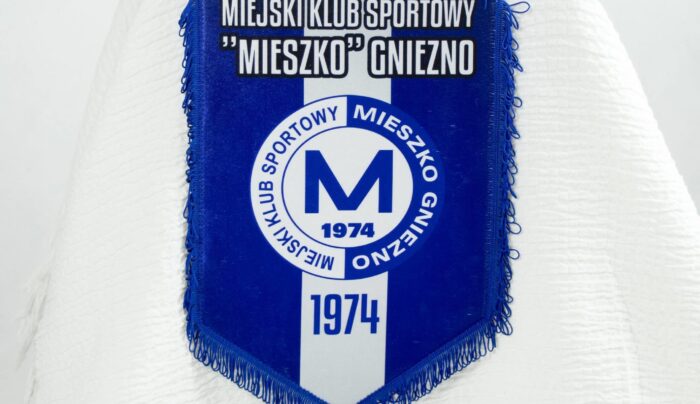 MIEJSKI KLUB SPORTOWY
”MIESZKO” GNIEZNO
MIEJSKI KLUB SPORTOWY
MIESZKO GNIEZNO
M
1974
1974